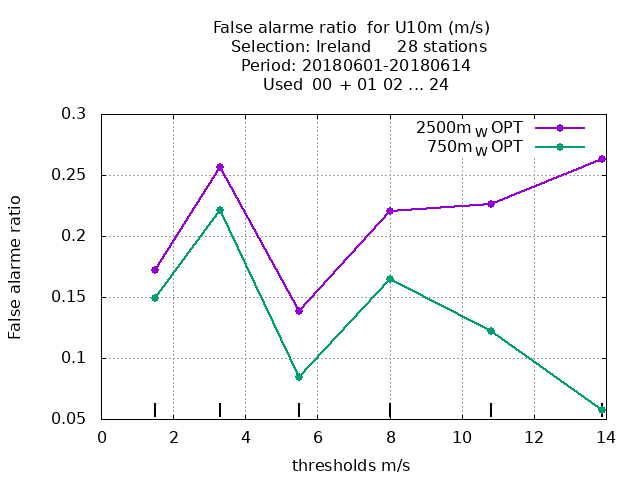 False alarme ratio  for U10m (m/s)
Selection: Ireland     28 stations
Period: 20180601-20180614
Used  00 + 01 02 ... 24
0.3
0.25
0.2
0.15
0.1
0.05
False alarme ratio
2500m W OPT
750m W OPT
0 2 4 6 8 10 12 14
thresholds m/s